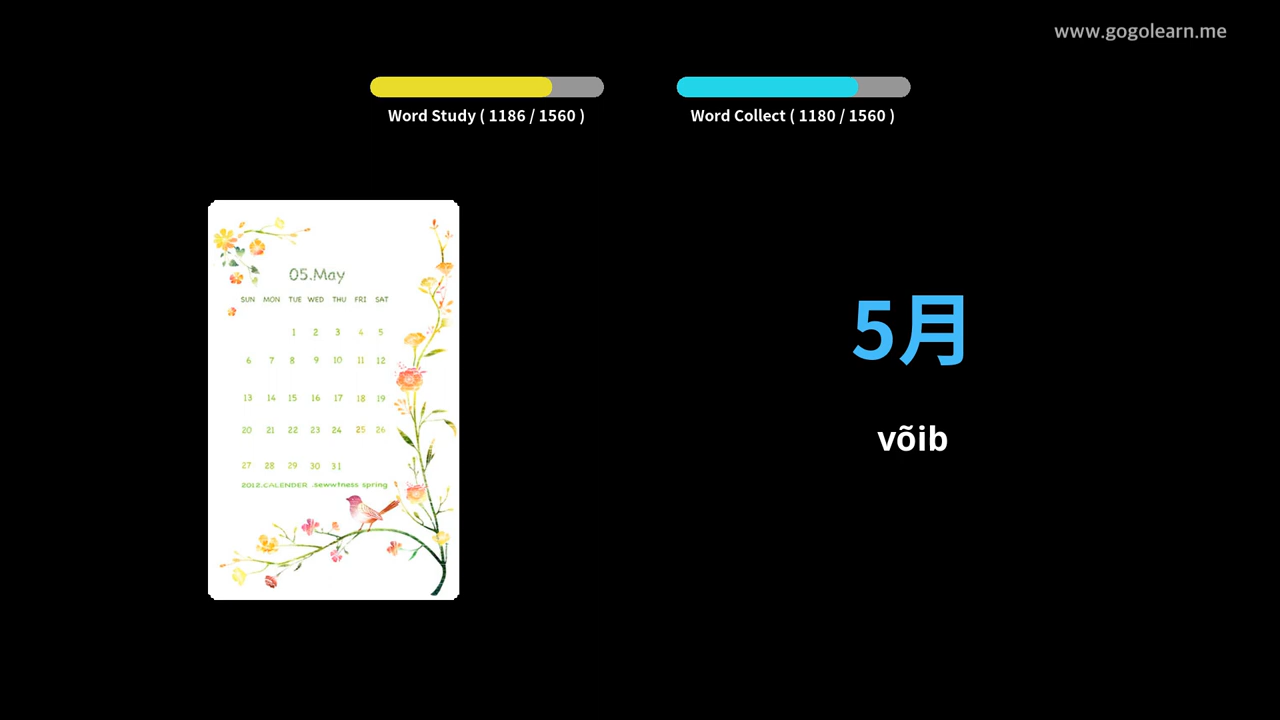 www.gogolearn.me
Word Study ( 1186 / 1560 )
Word Collect ( 1180 / 1560 )
05.May
SUN MON TUE WED THU FRI SAT
1 2 3 4 5
6 7 8 9 10 11 12
13 14 15 16 17 18 19
20 21 22 23 24 25 26
27 28 29 30 31
2012.CALENDER .sewwtness spring
5月
võib